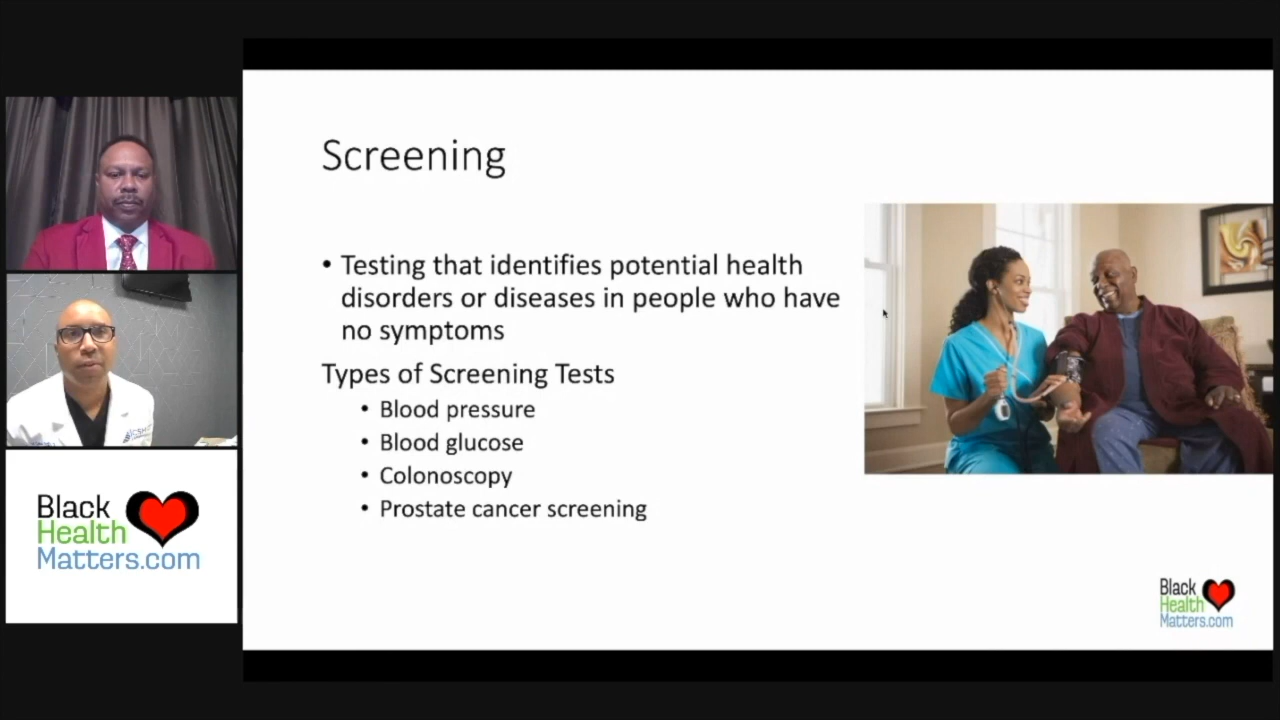 Screening
• Testing that identifies potential health
disorders or diseases in people who have
no symptoms
Types of Screening Tests
• Blood pressure
• Blood glucose
• Colonoscopy
• Prostate cancer screening
Black
Health
Matters.com
Black
Health
Matters.com